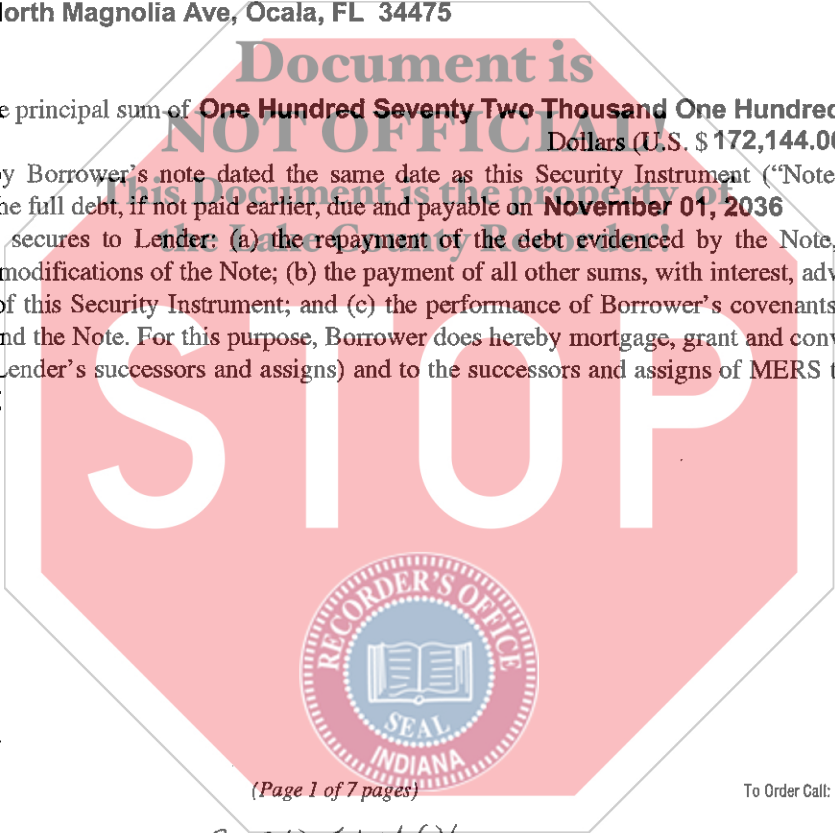 orth Magnolia Ave, Ocala, FL 34475
Document is
e principal sum of One Hundred Seventy Two Thousand One Hundred
NOT OFFICIAL!
Dollars (U.S. $ 172,144.00
y Borrower's note dated the same date as this Security Instrument ("Note
This Document is the property of
he full debt, if not paid earlier, due and payable on November 01, 2036
secures to Lender: (a) the repayment of the debt evidenced by the Note,
the Lake County Recorder!
modifications of the Note; (b) the payment of all other sums, with interest, adv
of this Security Instrument; and (c) the performance of Borrower's covenants
nd the Note. For this purpose, Borrower does hereby mortgage, grant and conv
Lender's successors and assigns) and to the successors and assigns of MERS t
STOP
RECORDER'S OFFICE
SEAL
INDIANA
(Page 1 of 7 pages)
To Order Call: